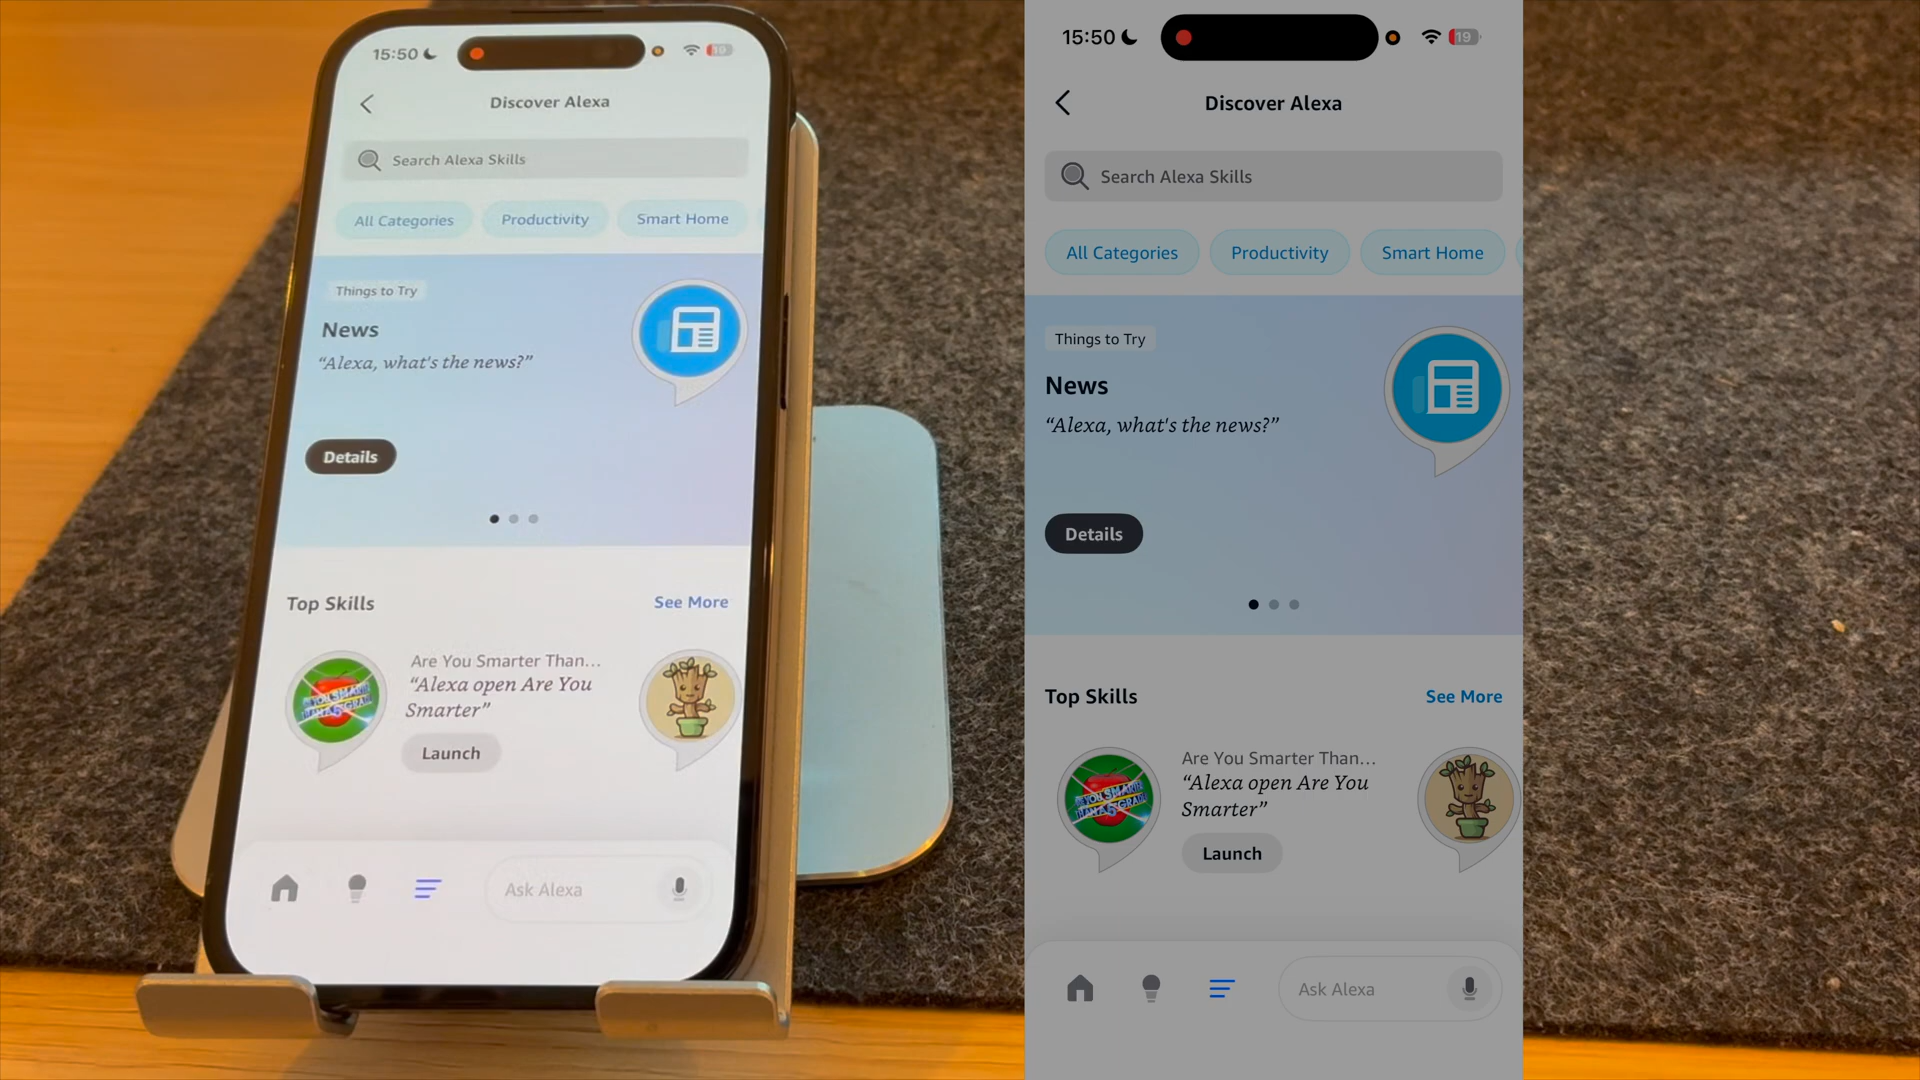 15:50
19
Discover Alexa
Search Alexa Skills
All Categories
Productivity
Smart Home
Things to Try
News
“Alexa, what's the news?”
Details
Top Skills
See More
Are You Smarter Than...
“Alexa open Are You
Smarter”
Launch
Ask Alexa
15:50
19
Discover Alexa
Search Alexa Skills
All Categories
Productivity
Smart Home
Things to Try
News
“Alexa, what's the news?”
Details
Top Skills
See More
Are You Smarter Than...
“Alexa open Are You
Smarter”
Launch
Ask Alexa